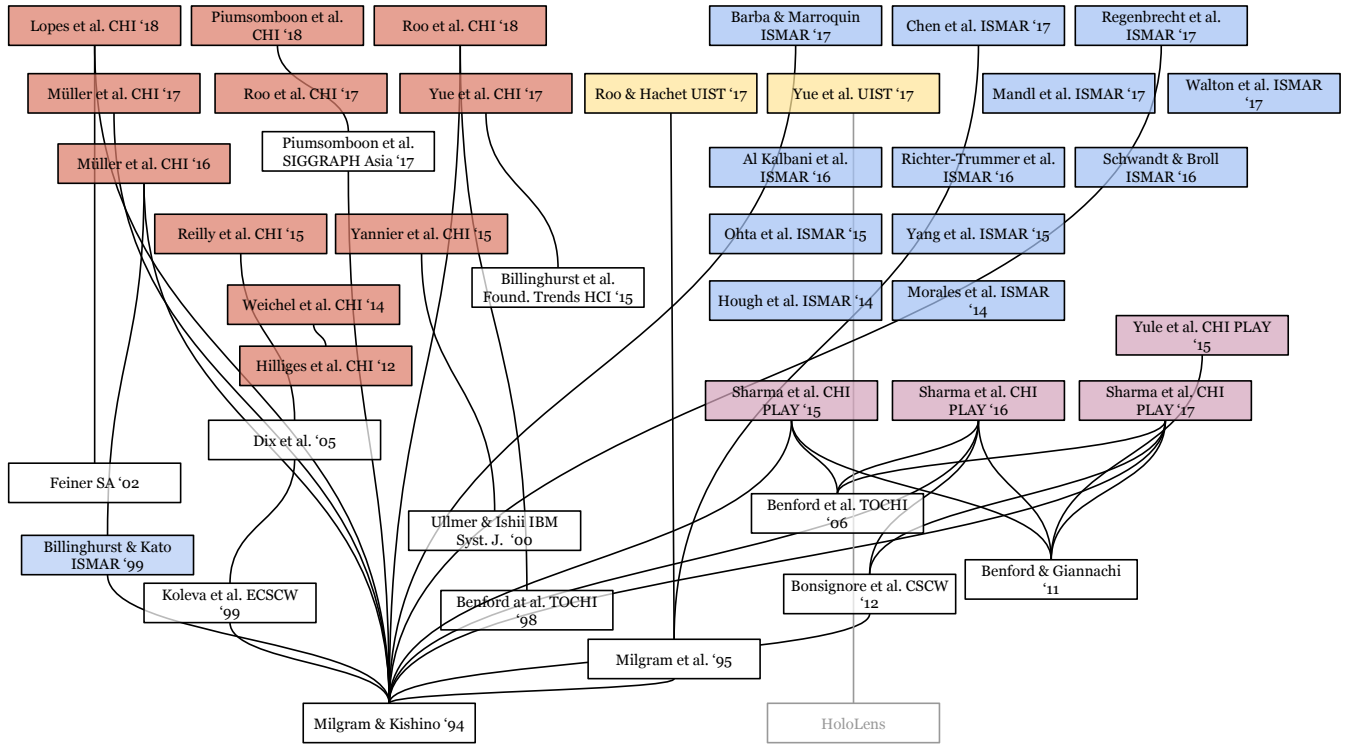 Lopes et al. CHI ‘18
Piumsomboon et al.
CHI ‘18
Roo et al. CHI ‘18
Barba & Marroquin
ISMAR ‘17
Chen et al. ISMAR ‘17
Regenbrecht et al.
ISMAR ‘17
Müller et al. CHI ‘17
Roo et al. CHI ‘17
Yue et al. CHI ‘17
Roo & Hachet UIST ‘17
Yue et al. UIST ‘17
Mandl et al. ISMAR ‘17
Walton et al. ISMAR
‘17
Müller et al. CHI ‘16
Piumsomboon et al.
SIGGRAPH Asia ‘17
Al Kalbani et al.
ISMAR ‘16
Richter-Trummer et al.
ISMAR ‘16
Schwandt & Broll
ISMAR ‘16
Reilly et al. CHI ‘15
Yannier et al. CHI ‘15
Ohta et al. ISMAR ‘15
Yang et al. ISMAR ‘15
Billinghurst et al.
Found. Trends HCI ‘15
Weichel et al. CHI ‘14
Hough et al. ISMAR ‘14
Morales et al. ISMAR
‘14
Yule et al. CHI PLAY
‘15
Hilliges et al. CHI ‘12
Sharma et al. CHI
PLAY ‘15
Sharma et al. CHI
PLAY ‘16
Sharma et al. CHI
PLAY ‘17
Dix et al. ‘05
Feiner SA ‘02
Benford et al. TOCHI
‘06
Ullmer & Ishii IBM
Syst. J. ‘00
Billinghurst & Kato
ISMAR ‘99
Benford & Giannachi
‘11
Koleva et al. ECSCW
‘99
Benford at al. TOCHI
‘98
Bonsignore et al. CSCW
‘12
Milgram et al. ‘95
Milgram & Kishino ‘94
HoloLens